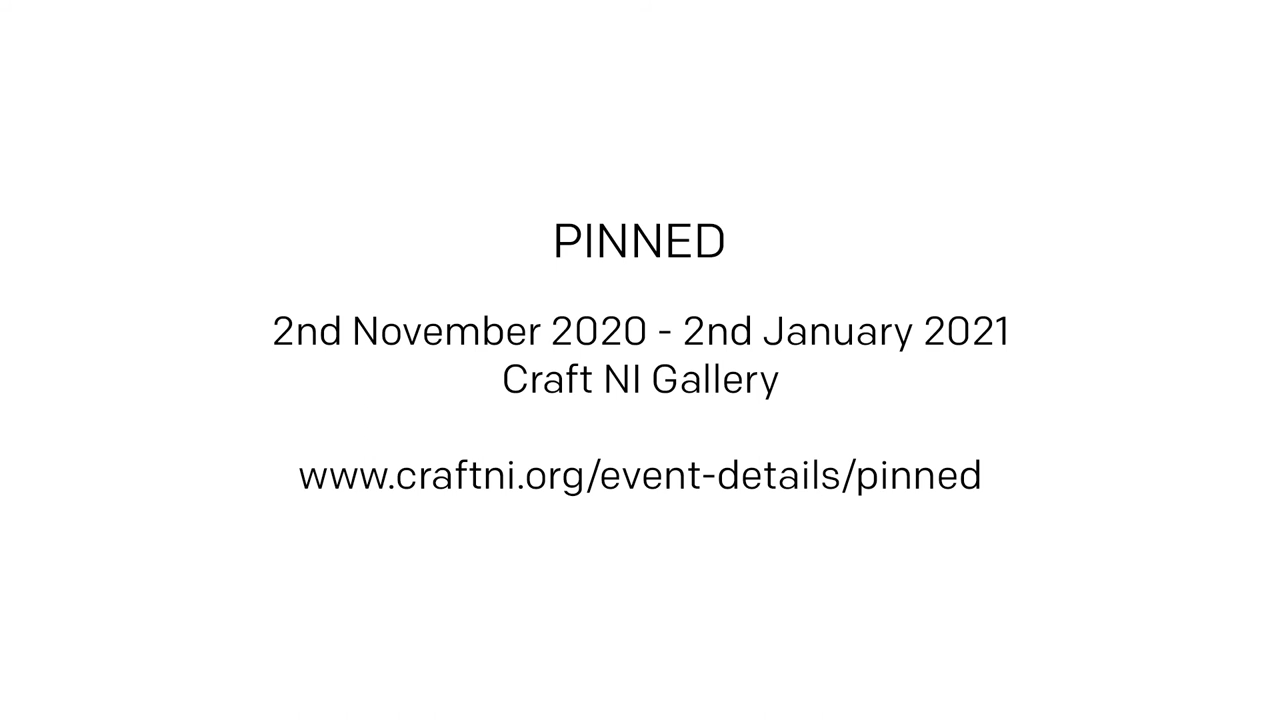 PINNED
2nd November 2020 - 2nd January 2021
Craft NI Gallery
www.craftni.org/event-details/pinned